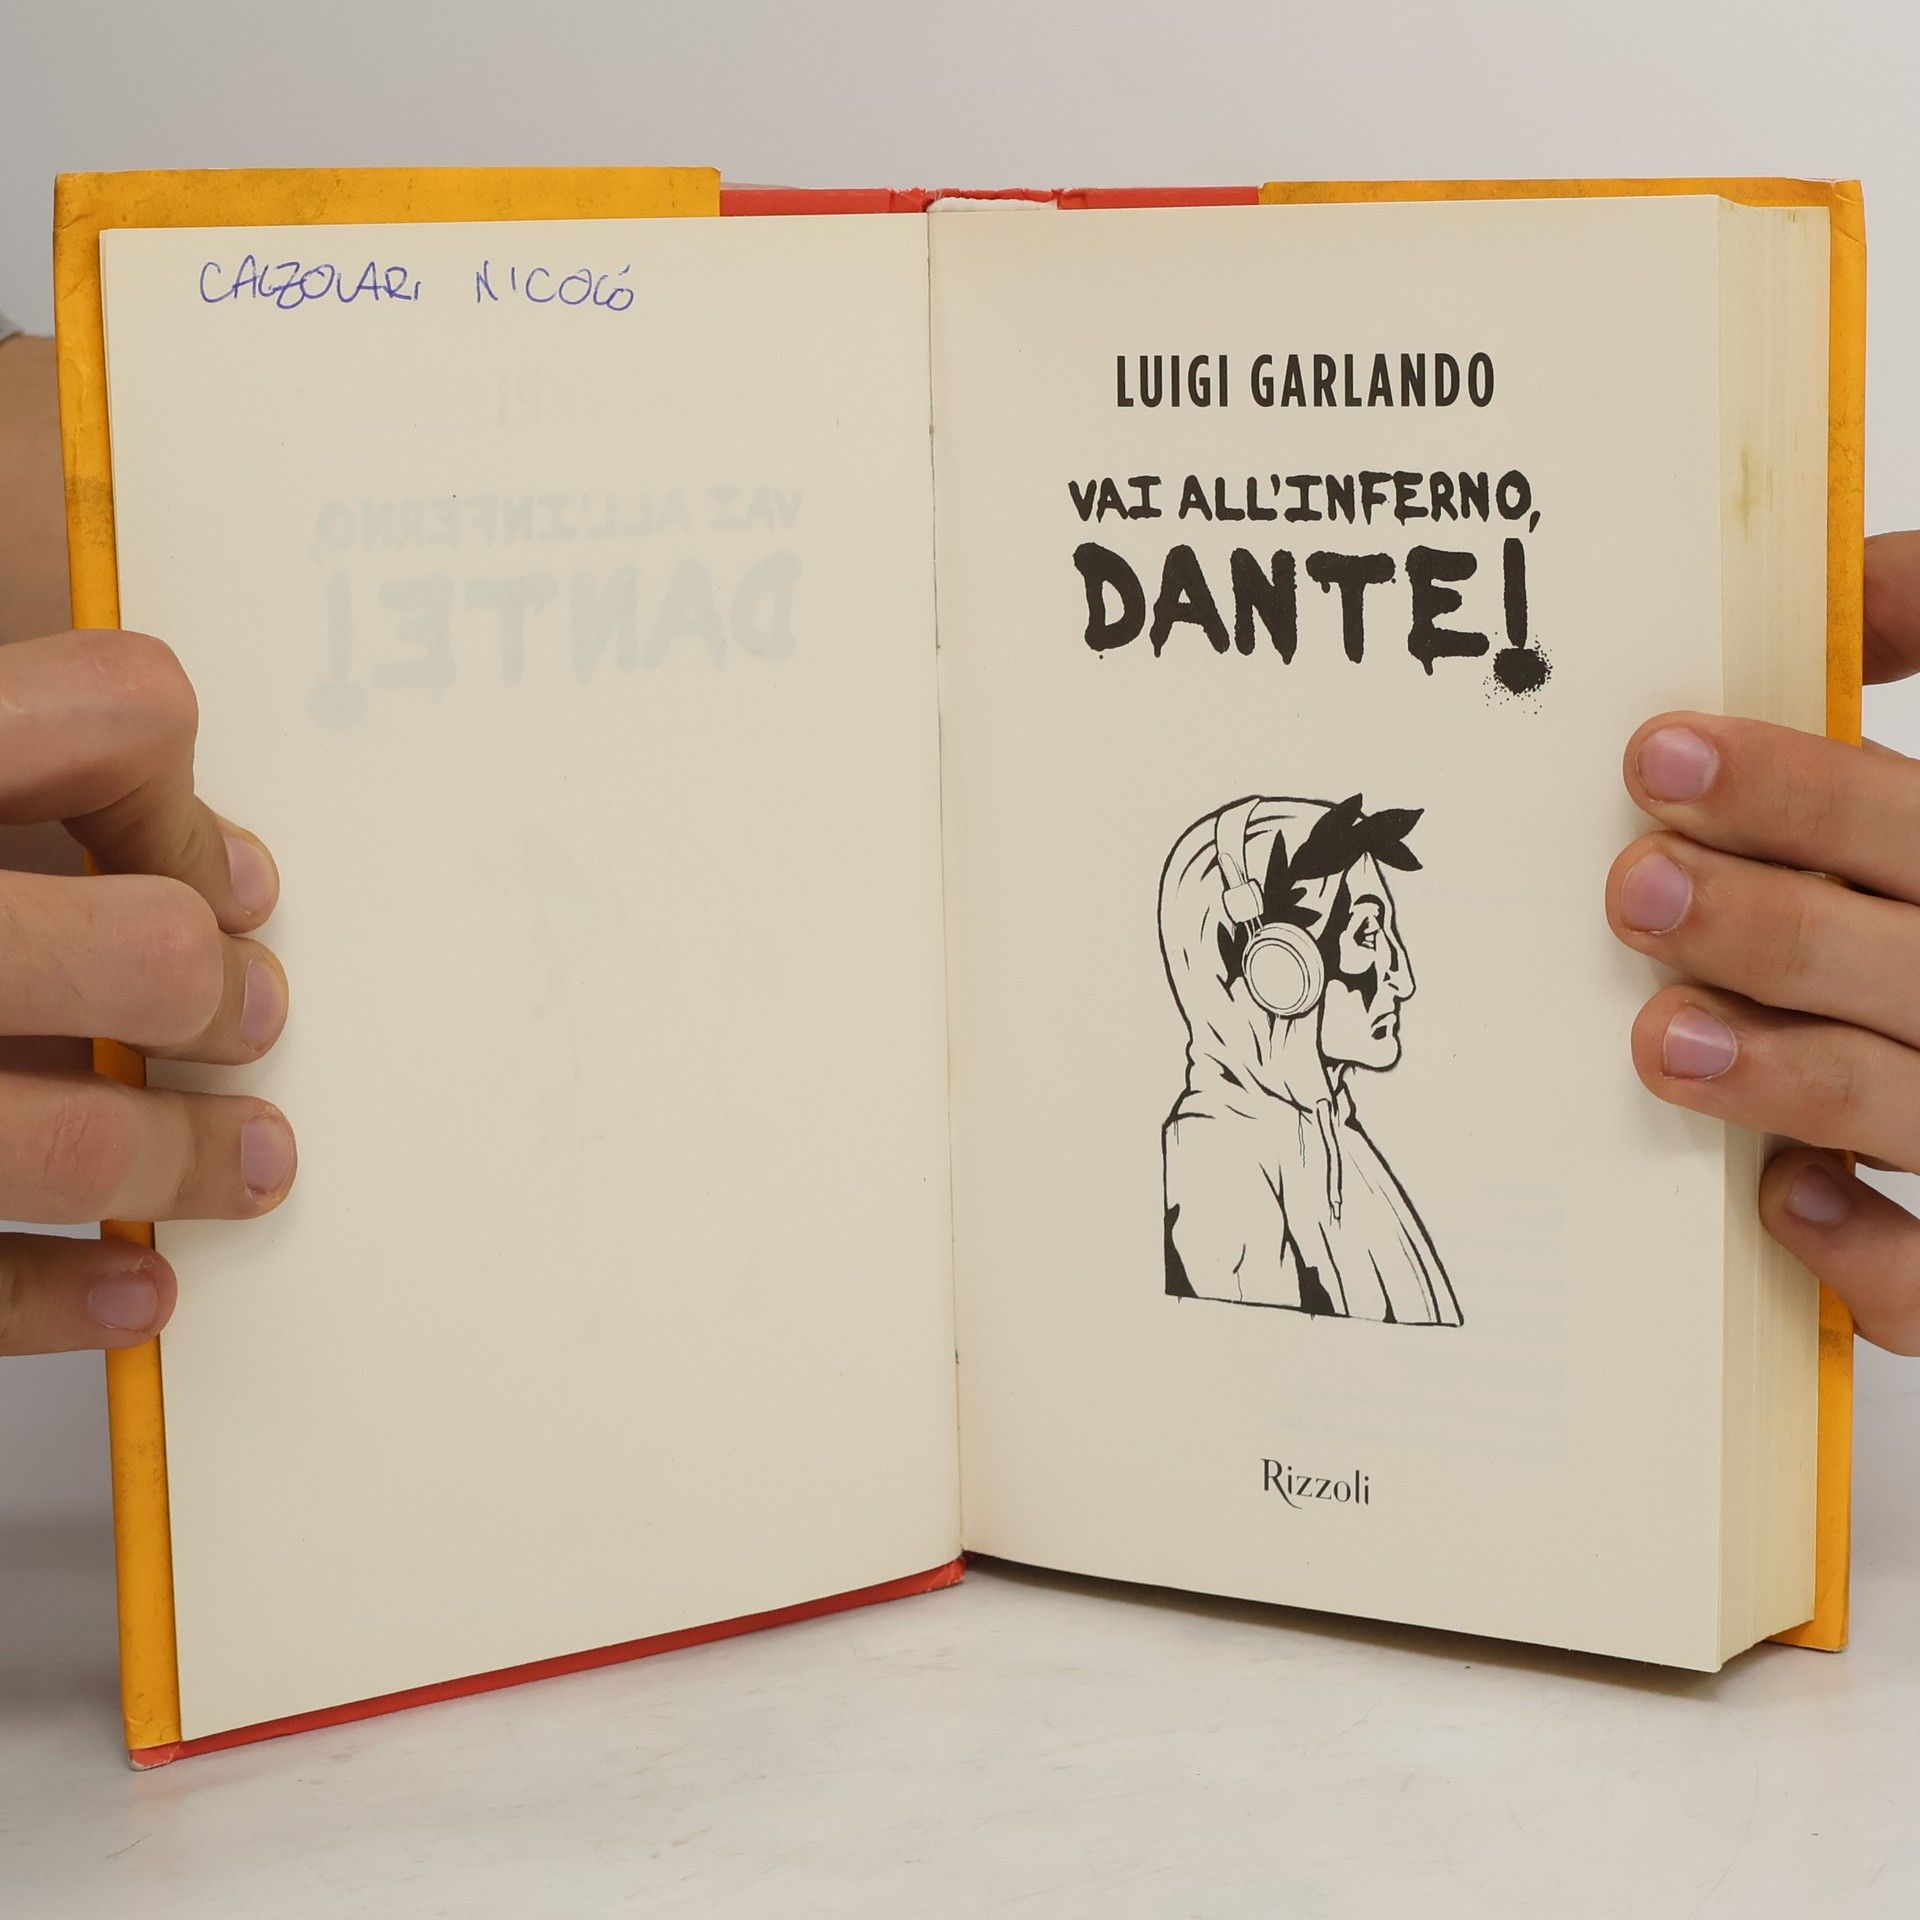 CALZOLARI NICOLÓ
LUIGI GARLANDO
VAI ALL'INFERNO,
DANTE!
Rizzoli